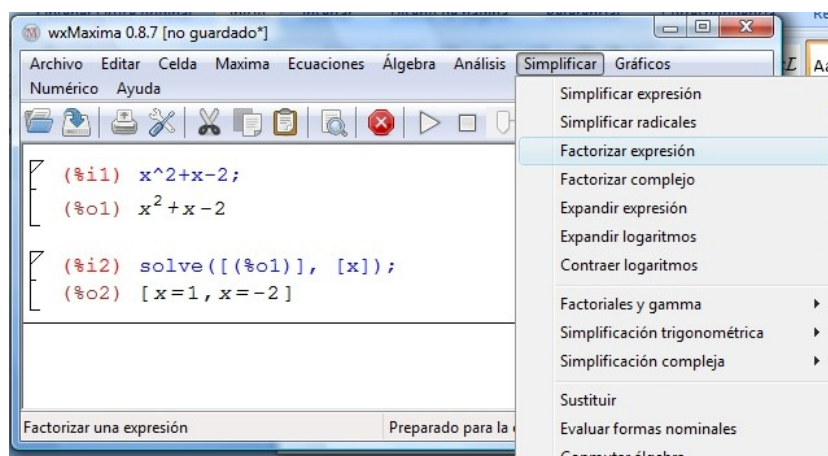 wxMaxima 0.8.7 [no guardado*]
Archivo Editar Celda Maxima Ecuaciones Álgebra Análisis Simplificar Gráficos
Numérico Ayuda
(%i1) x^2+x-2;
(%o1) x²+x-2
(%i2) solve([(%o1)], [x]);
(%o2) [x=1,x=-2]
Simplificar expresión
Simplificar radicales
Factorizar expresión
Factorizar complejo
Expandir expresión
Expandir logaritmos
Contraer logaritmos
Factoriales y gamma
Simplificación trigonométrica
Simplificación compleja
Sustituir
Evaluar formas nominales
Factorizar una expresión
Preparado para la